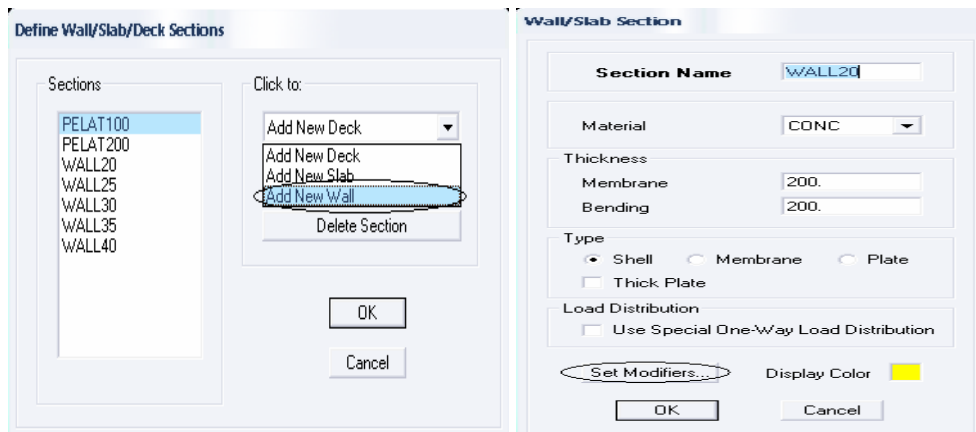 Define Wall/Slab/Deck Sections
Sections
PELAT100
PELAT200
WALL20
WALL25
WALL30
WALL35
WALL40
Click to:
Add New Deck
Add New Deck
Add New Slab
Add New Wall
Delete Section
OK
Cancel
Wall/Slab Section
Section Name WALL20
Material CONC
Thickness
Membrane 200.
Bending 200.
Type
Shell Membrane Plate
Thick Plate
Load Distribution
Use Special One-Way Load Distribution
Set Modifiers... Display Color
OK Cancel